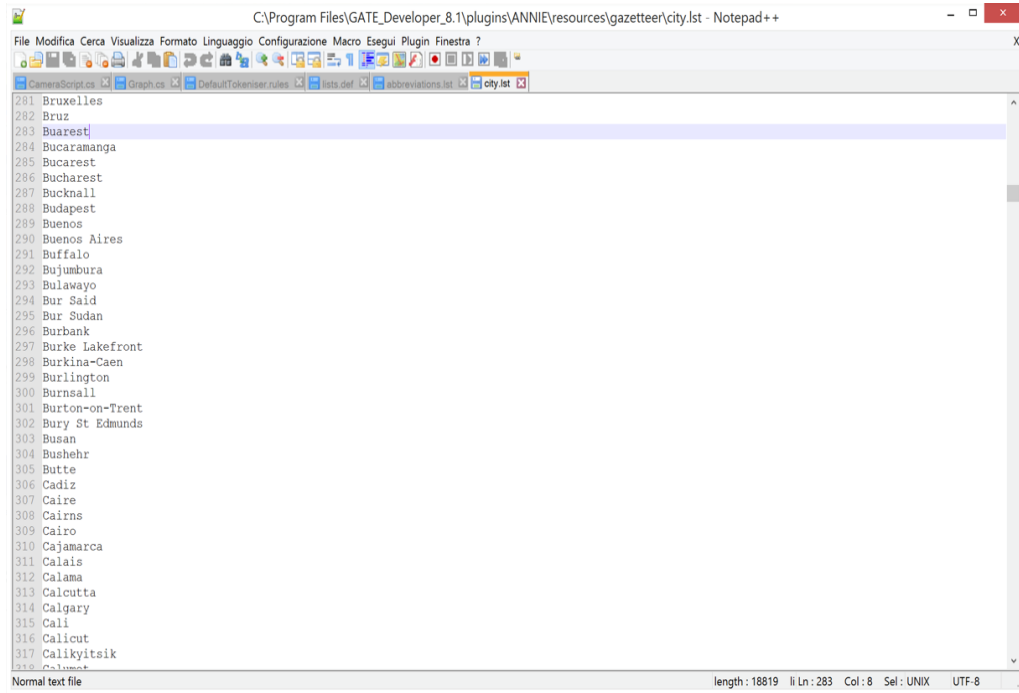 C:\Program Files\GATE_Developer_8.1\plugins\ANNIE\resources\gazetteer\city.lst - Notepad++
File Modifica Cerca Visualizza Formato Linguaggio Configurazione Macro Esegui Plugin Finestra ? X
CameraScript.cs Graph.cs DefaultTokeniser.rules lists.def abbreviations.lst city.lst
281 Bruxelles
282 Bruz
283 Buarest
284 Bucaramanga
285 Bucarest
286 Bucharest
287 Bucknall
288 Budapest
289 Buenos
290 Buenos Aires
291 Buffalo
292 Bujumbura
293 Bulawayo
294 Bur Said
295 Bur Sudan
296 Burbank
297 Burke Lakefront
298 Burkina-Caen
299 Burlington
300 Burnsall
301 Burton-on-Trent
302 Bury St Edmunds
303 Busan
304 Bushehr
305 Butte
306 Cadiz
307 Caire
308 Cairns
309 Cairo
310 Cajamarca
311 Calais
312 Calama
313 Calcutta
314 Calgary
315 Cali
316 Calicut
317 Calikyitsik
318 Calumet
Normal text file length : 18819 li Ln : 283 Col : 8 Sel : UNIX UTF-8